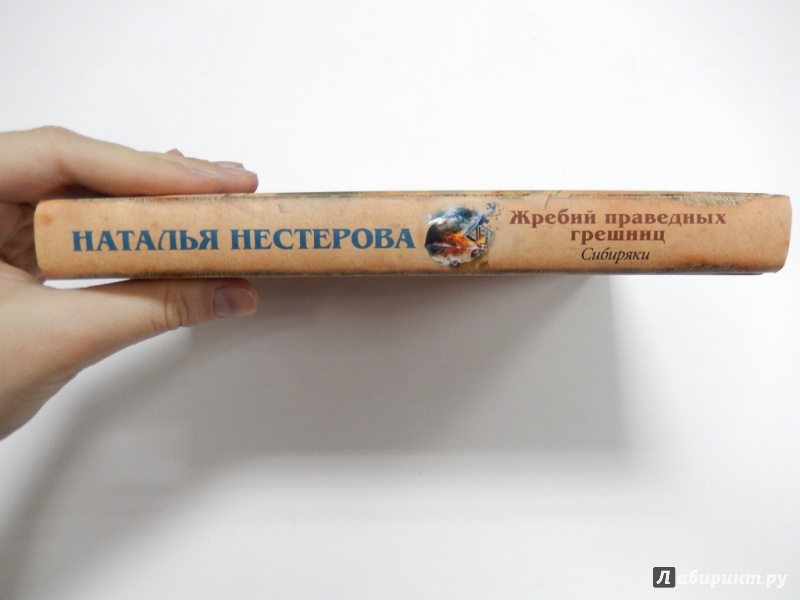 НАТАЛЬЯ НЕСТЕРОВА
Жребий праведных
грешниц
Сибиряки
Лабиринт.ру